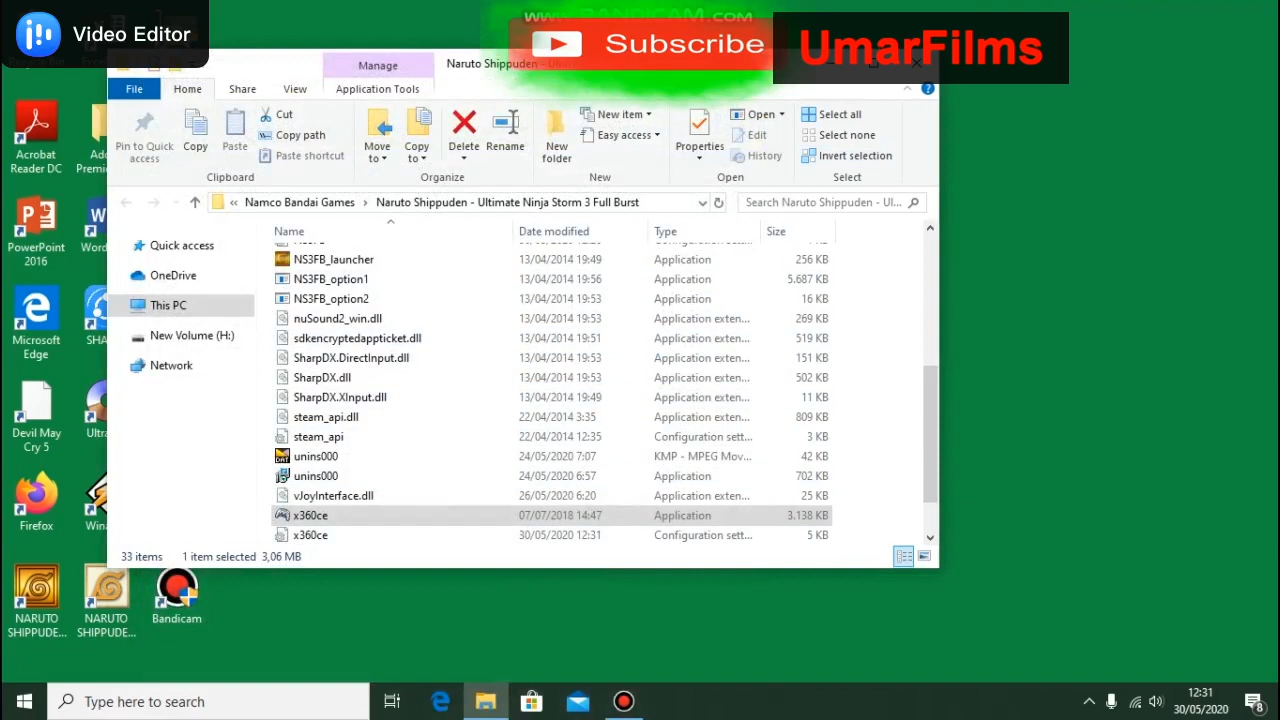 WWW.BANDICAM.COM
Video Editor
Subscribe
UmarFilms
Manage
Naruto Shippuden -
File
Home
Share
View
Application Tools
Pin to Quick
access
Copy
Paste
Cut
Copy path
Paste shortcut
Move
to
Copy
to
Delete
Rename
New
folder
New item
Easy access
Properties
Open
Edit
History
Select all
Select none
Invert selection
Clipboard
Organize
New
Open
Select
« Namco Bandai Games > Naruto Shippuden - Ultimate Ninja Storm 3 Full Burst
Search Naruto Shippuden - Ul...
Name Date modified Type Size
Quick access
OneDrive
This PC
New Volume (H:)
Network
NS3FB_launcher 13/04/2014 19:49 Application 256 KB
NS3FB_option1 13/04/2014 19:56 Application 5.687 KB
NS3FB_option2 13/04/2014 19:53 Application 16 KB
nuSound2_win.dll 13/04/2014 19:53 Application exten... 269 KB
sdkencryptedappticket.dll 13/04/2014 19:51 Application exten... 519 KB
SharpDX.DirectInput.dll 13/04/2014 19:53 Application exten... 151 KB
SharpDX.dll 13/04/2014 19:53 Application exten... 502 KB
SharpDX.XInput.dll 13/04/2014 19:49 Application exten... 11 KB
steam_api.dll 22/04/2014 3:35 Application exten... 809 KB
steam_api 22/04/2014 12:35 Configuration sett... 3 KB
unins000 24/05/2020 7:07 KMP - MPEG Mov... 42 KB
unins000 24/05/2020 6:57 Application 702 KB
vJoyInterface.dll 26/05/2020 6:20 Application exten... 25 KB
x360ce 07/07/2018 14:47 Application 3.138 KB
x360ce 30/05/2020 12:31 Configuration sett... 5 KB
33 items 1 item selected 3,06 MB
Acrobat
Reader DC
PowerPoint
2016
Microsoft
Edge
Devil May
Cry 5
Firefox
NARUTO
SHIPPUDE...
NARUTO
SHIPPUDE...
Bandicam
Type here to search
12:31
30/05/2020
8